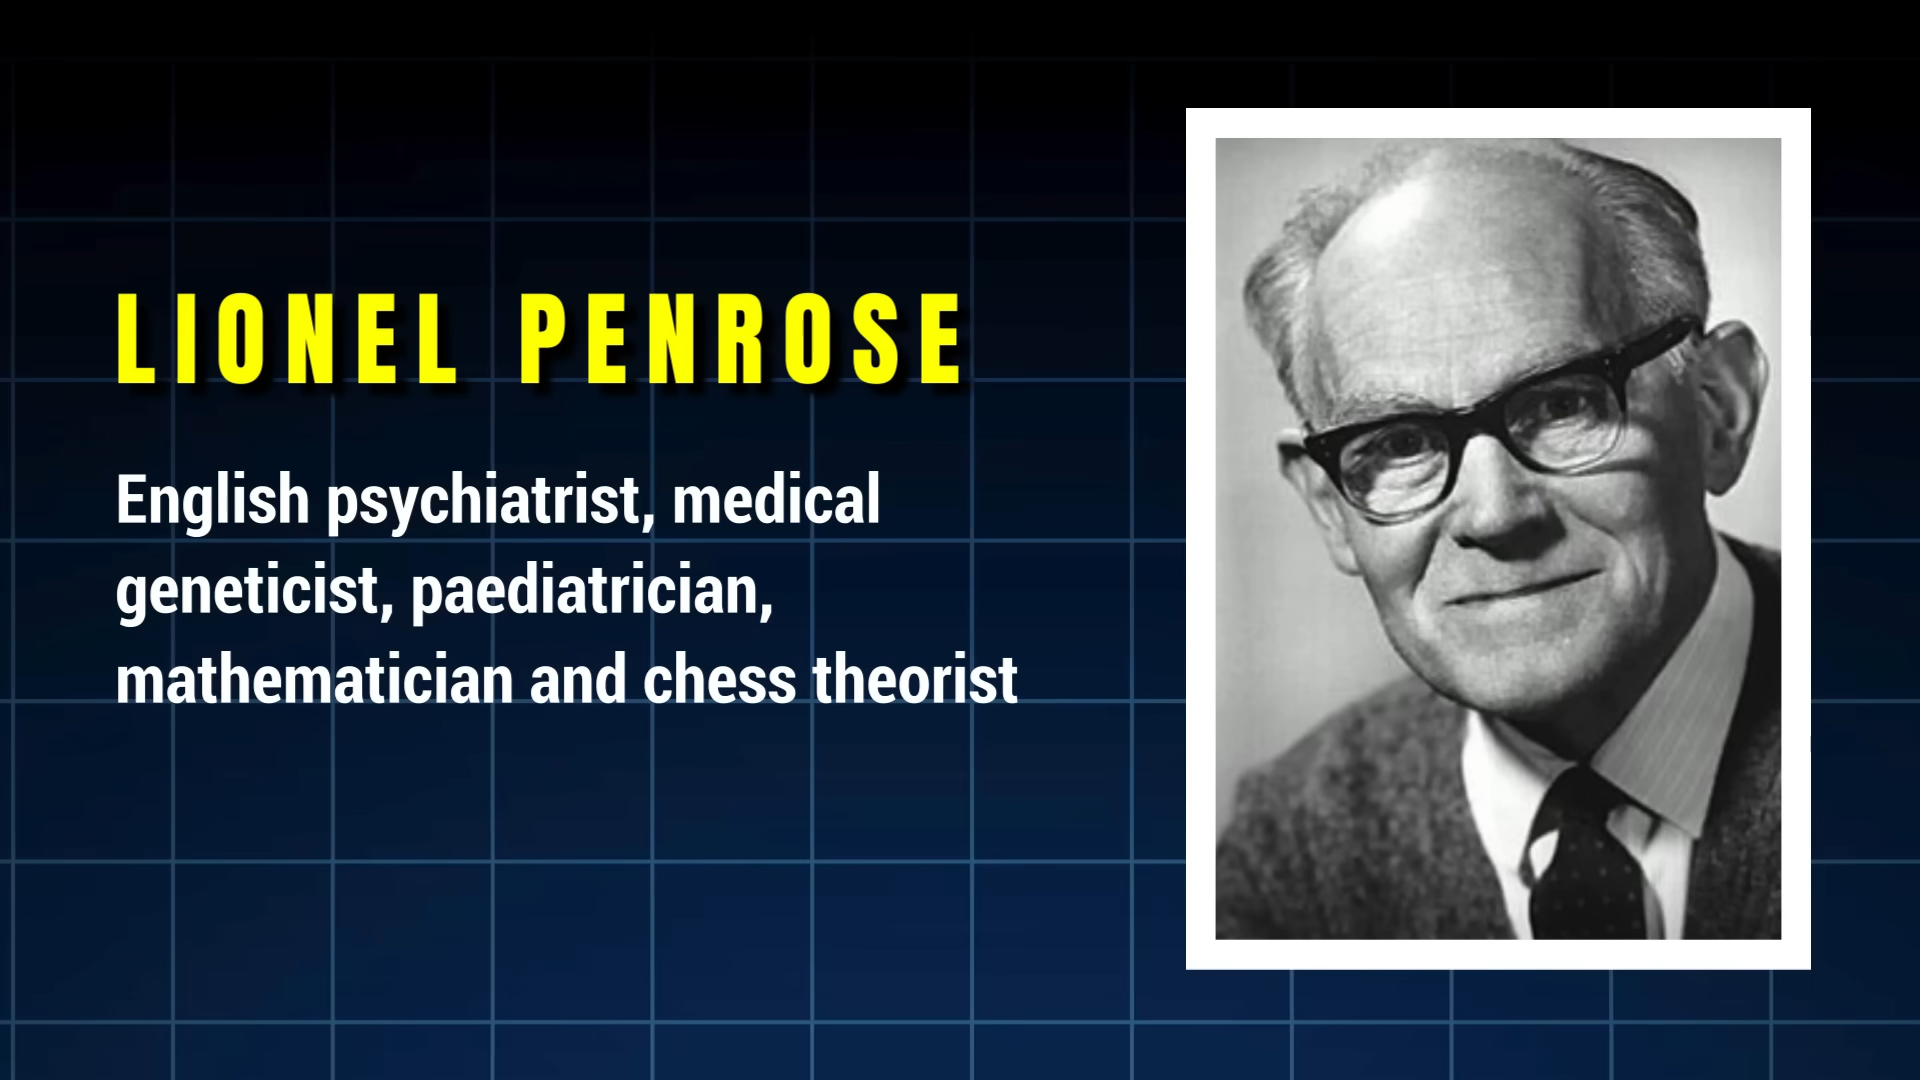 LIONEL PENROSE
English psychiatrist, medical
geneticist, paediatrician,
mathematician and chess theorist